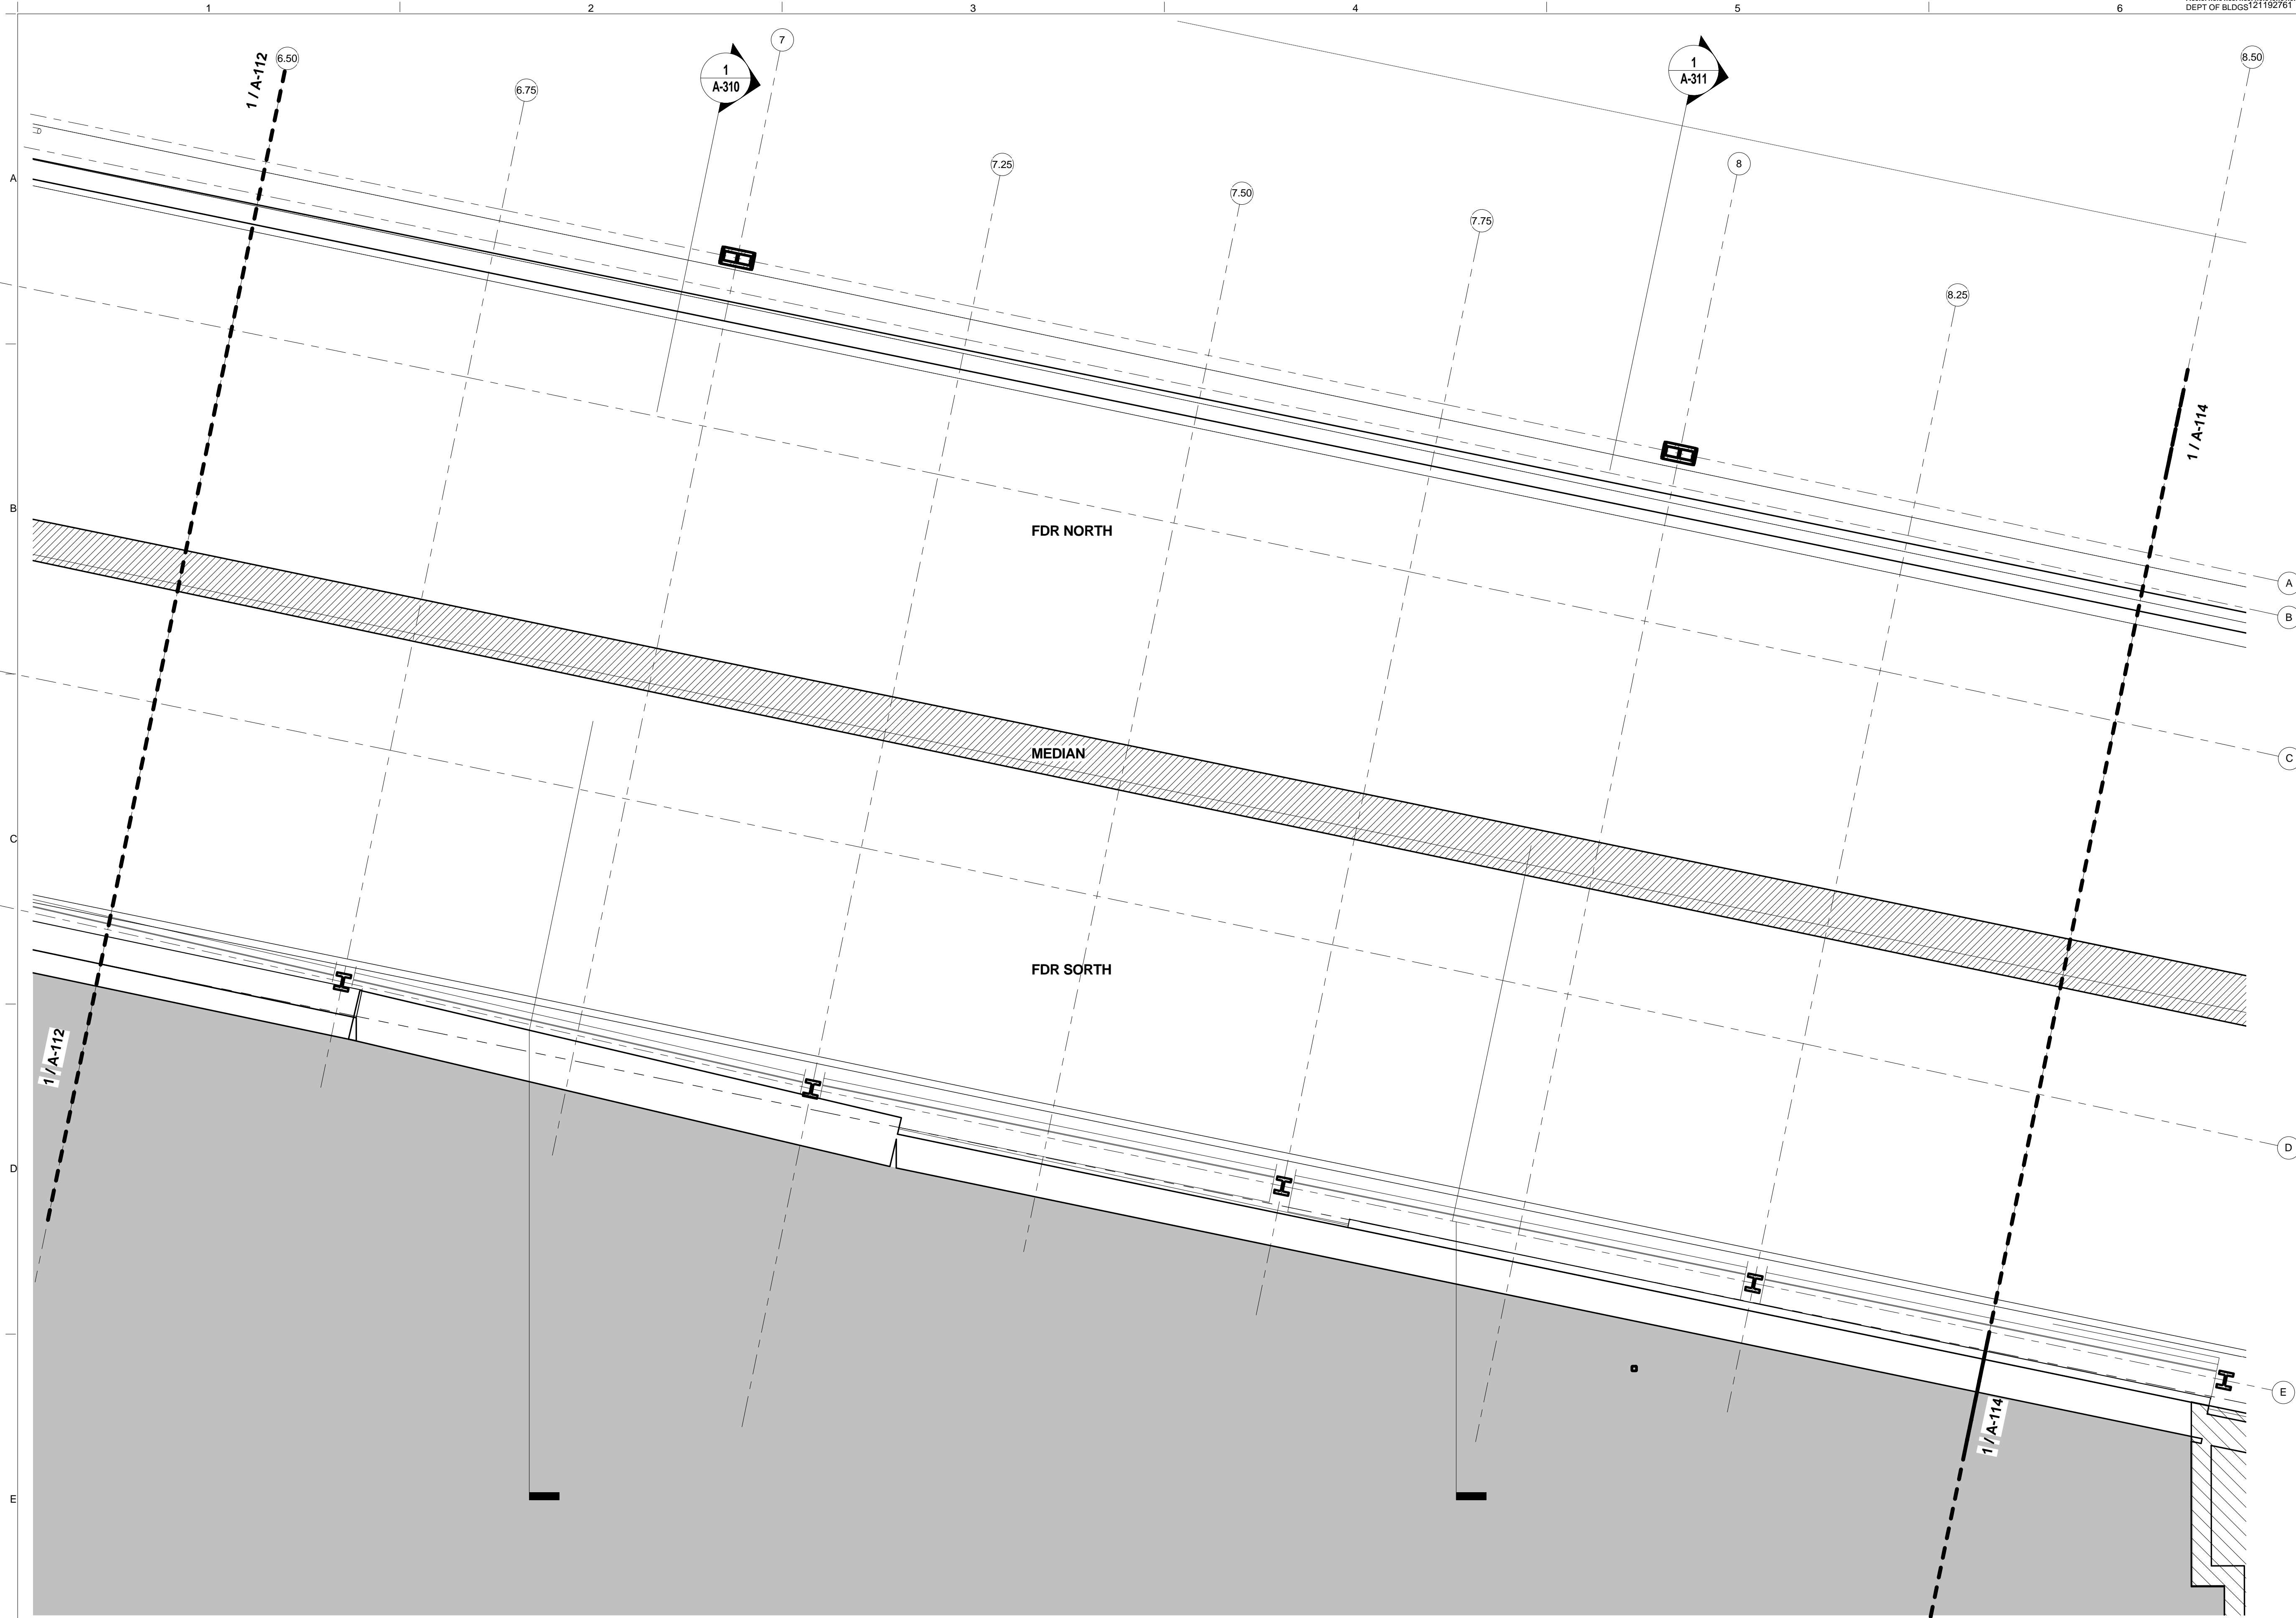 1 2 3 4 5 6
DEPT OF BLDGS121192761
1 / A-112
6.50
6.75
1
A-310
7
7.25
7.50
7.75
1
A-311
8
8.25
8.50
1 / A-114
A
B
C
D
E
FDR NORTH
MEDIAN
FDR SORTH
A
B
C
D
E
1 / A-112
1 / A-114